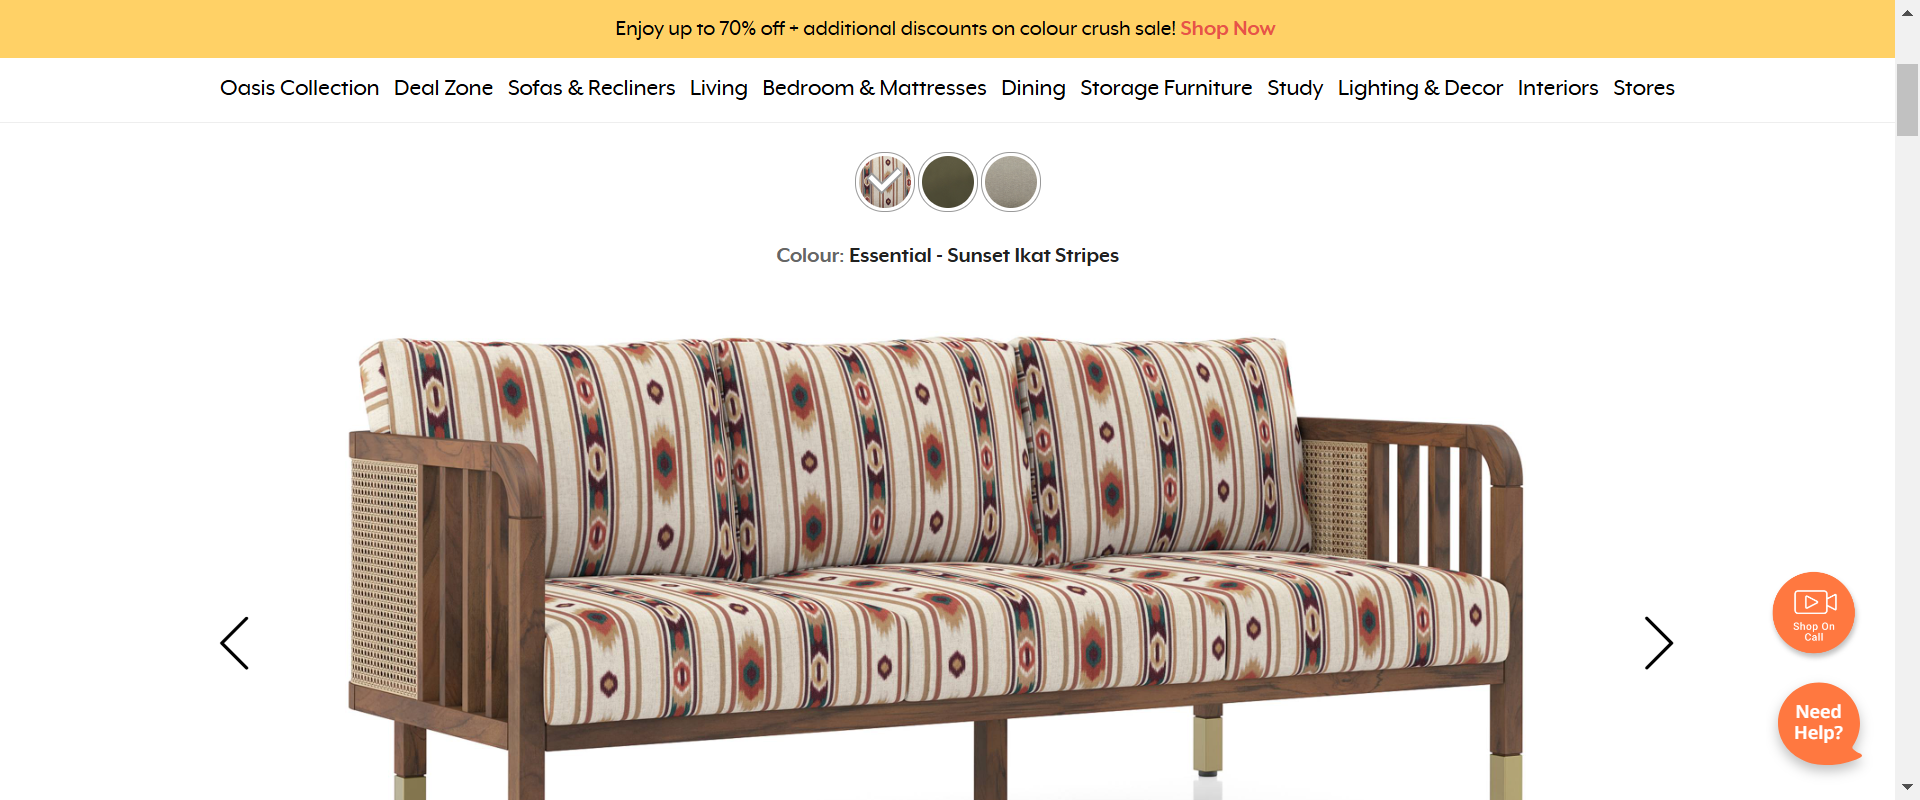 Enjoy up to 70% off + additional discounts on colour crush sale! Shop Now
Oasis Collection Deal Zone Sofas & Recliners Living Bedroom & Mattresses Dining Storage Furniture Study Lighting & Decor Interiors Stores
Colour: Essential - Sunset Ikat Stripes
Shop On
Call
Need
Help?